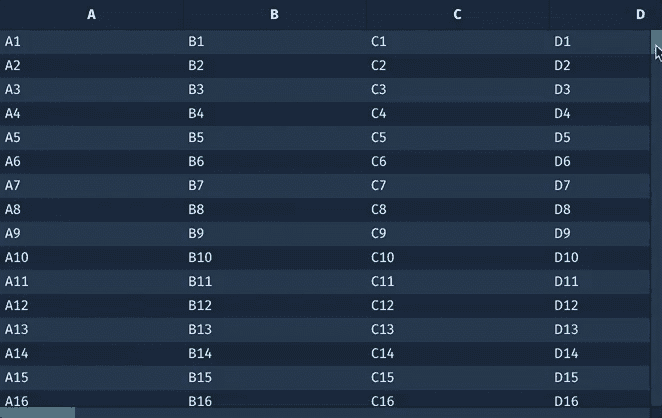 A B C D
A1 B1 C1 D1
A2 B2 C2 D2
A3 B3 C3 D3
A4 B4 C4 D4
A5 B5 C5 D5
A6 B6 C6 D6
A7 B7 C7 D7
A8 B8 C8 D8
A9 B9 C9 D9
A10 B10 C10 D10
A11 B11 C11 D11
A12 B12 C12 D12
A13 B13 C13 D13
A14 B14 C14 D14
A15 B15 C15 D15
A16 B16 C16 D16